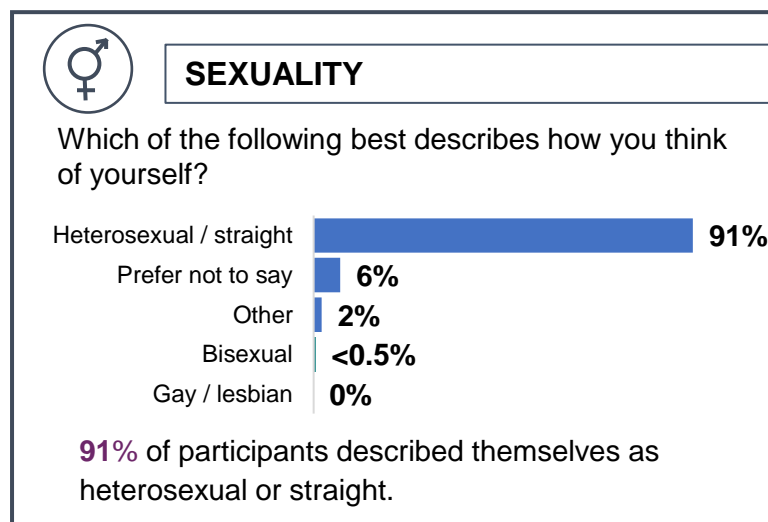 SEXUALITY
Which of the following best describes how you think
of yourself?
Heterosexual / straight 91%
Prefer not to say 6%
Other 2%
Bisexual <0.5%
Gay / lesbian 0%
91% of participants described themselves as
heterosexual or straight.